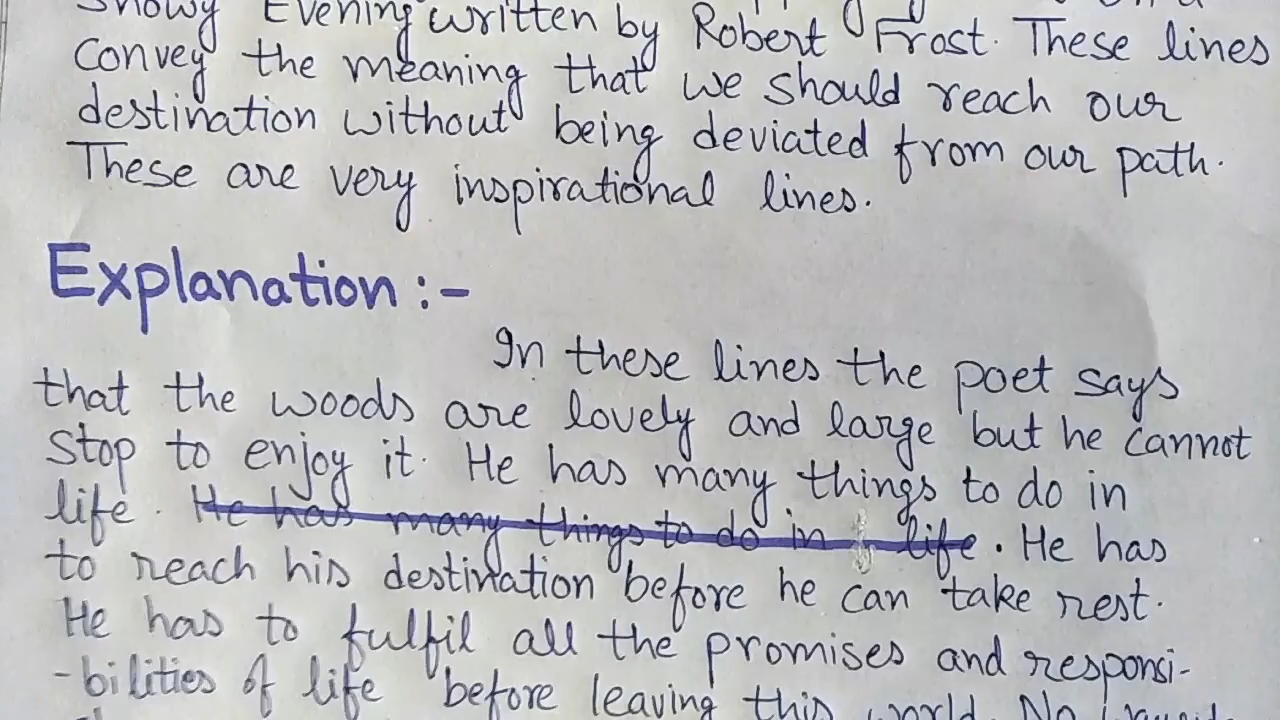 Snowy Evening written by Robert Frost. These lines
convey the meaning that we should reach our
destination without being deviated from our path.
These are very inspirational lines.
Explanation :-
In these lines the poet says
that the woods are lovely and large but he cannot
stop to enjoy it. He has many things to do in
life. He has many things to do in life. He has
to reach his destination before he can take rest.
He has to fulfil all the promises and responsi-
-bilities of life before leaving this world. No